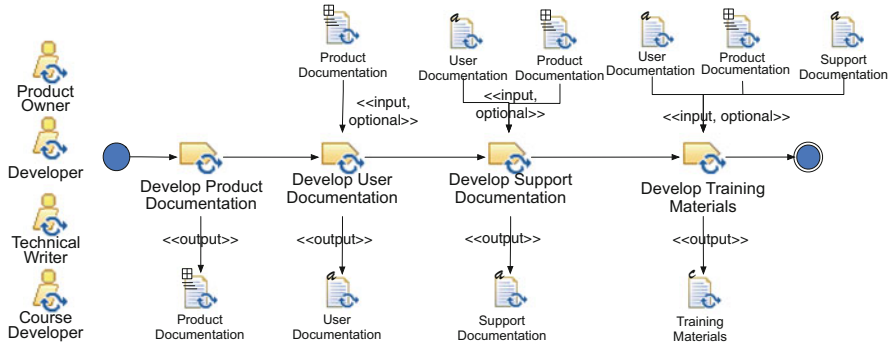 Product
Owner
Developer
Technical
Writer
Course
Developer
Product
Documentation
<<input,
optional>>
User
Documentation
Product
Documentation
<<input,
optional>>
User
Documentation
Product
Documentation
Support
Documentation
<<input, optional>>
Develop Product
Documentation
Develop User
Documentation
Develop Support
Documentation
Develop Training
Materials
<<output>>
<<output>>
<<output>>
<<output>>
a
a
a
a
a
c
Product
Documentation
User
Documentation
Support
Documentation
Training
Materials